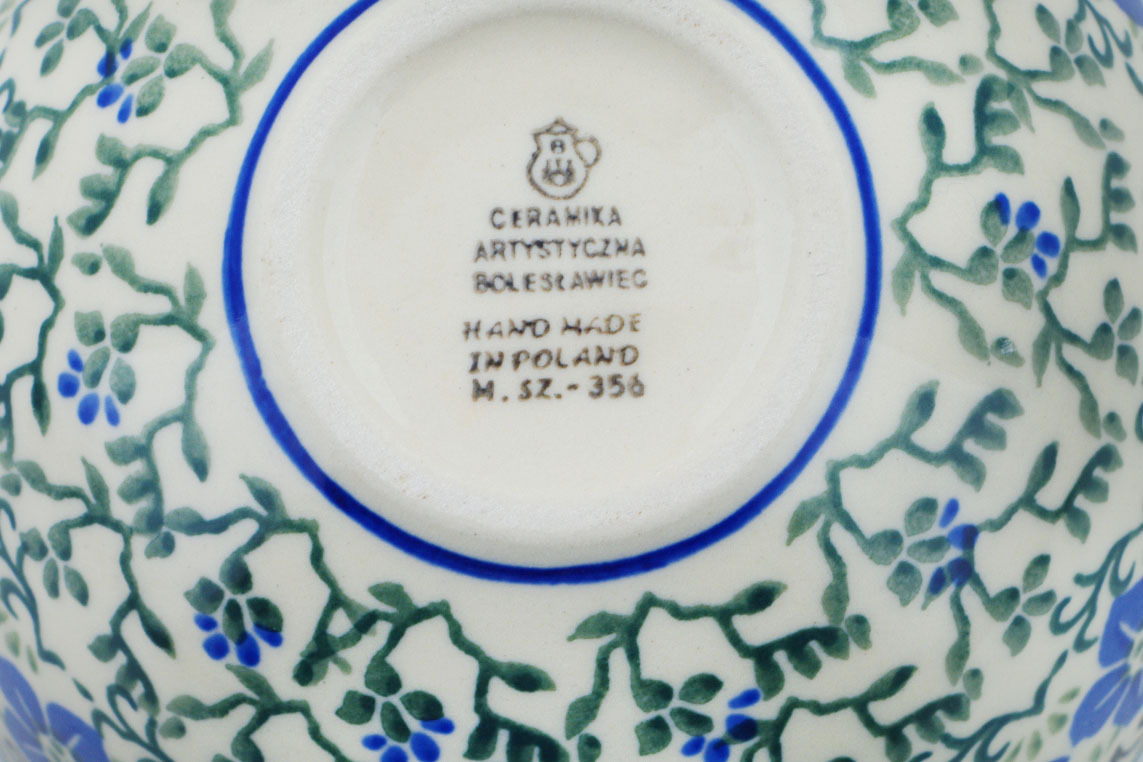 CERAMIKA
ARTYSTYCZNA
BOLESŁAWIEC
HAND MADE
IN POLAND
M. SZ.- 356